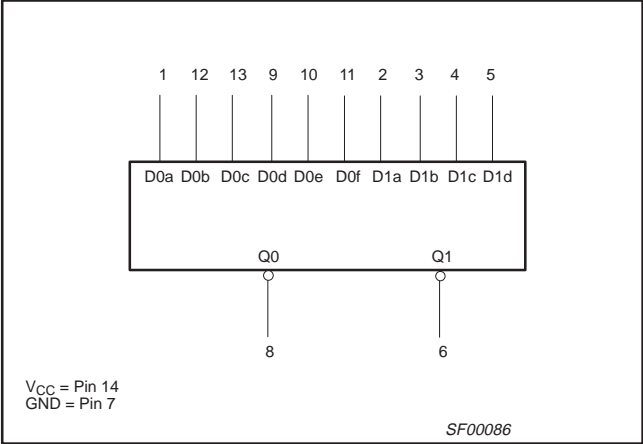 1 12 13 9 10 11 2 3 4 5
D0a D0b D0c D0d D0e D0f D1a D1b D1c D1d
Q0 Q1
8 6
VCC = Pin 14
GND = Pin 7
SF00086